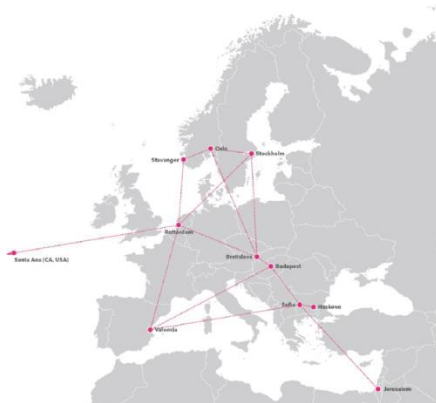 Oslo
Stavanger
Stockholm
Rotterdam
Santa Ana (CA, USA)
Bratislava
Budapest
Sofia
Haskovo
Valencia
Jerusalem